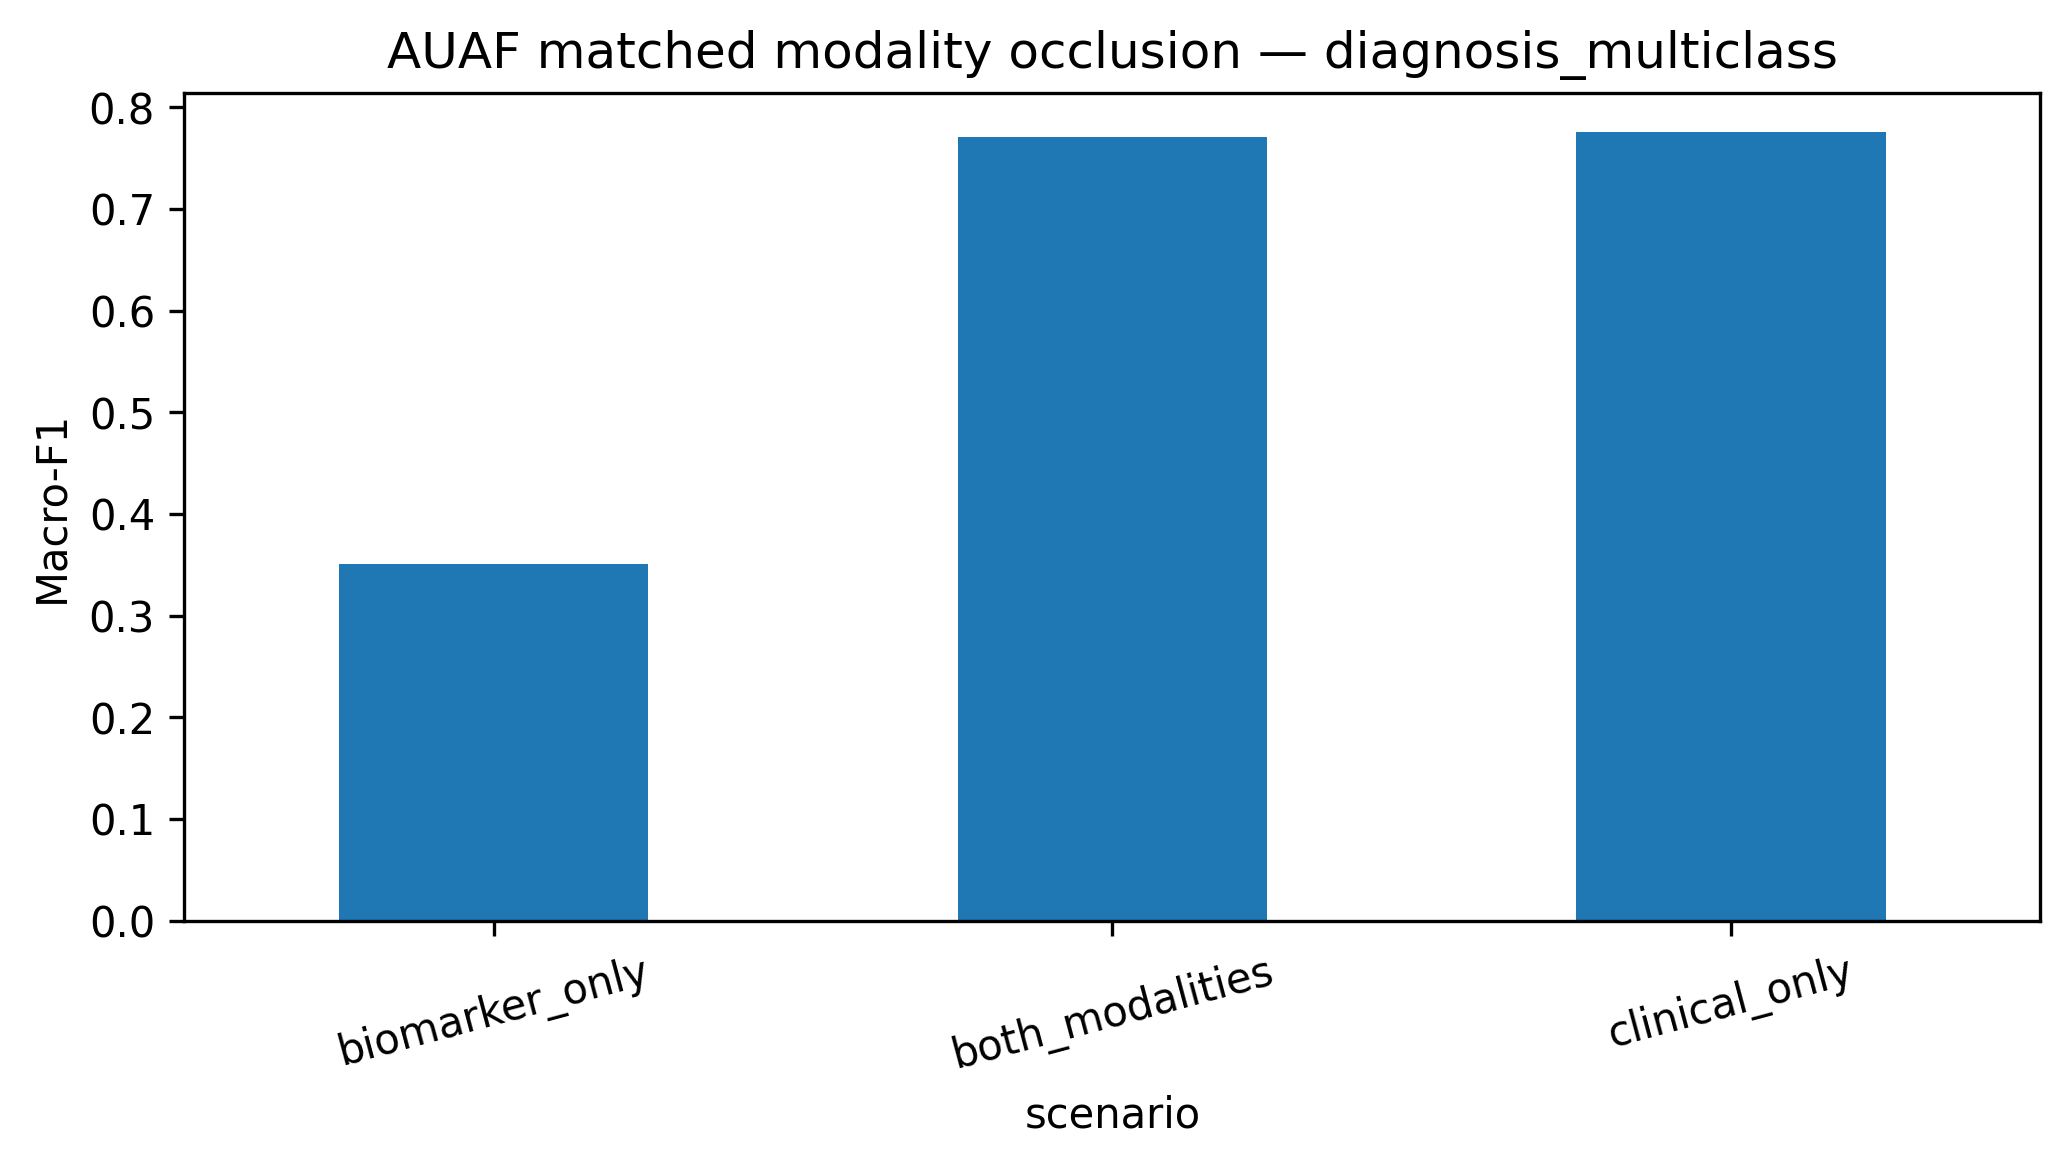 AUAF matched modality occlusion — diagnosis_multiclass
Macro-F1
0.8
0.7
0.6
0.5
0.4
0.3
0.2
0.1
0.0
biomarker_only
both_modalities
clinical_only
scenario